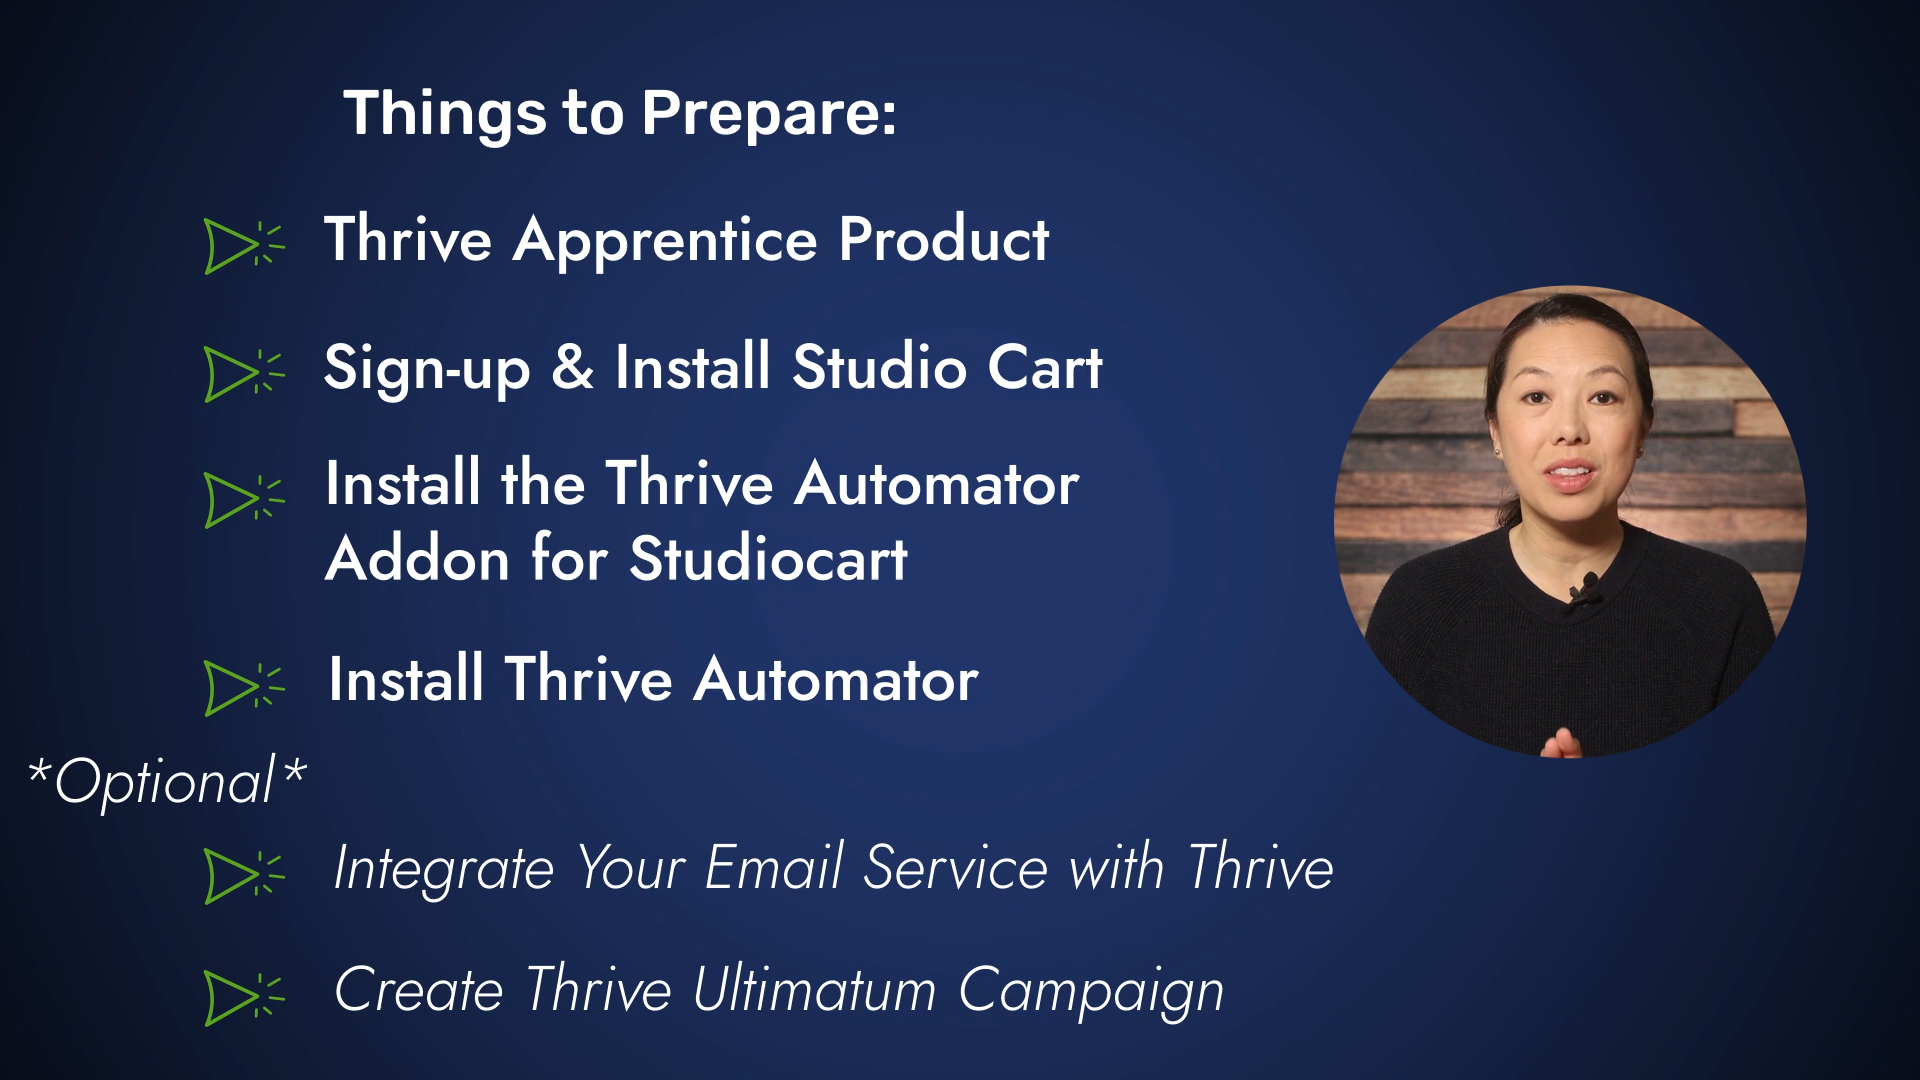 Things to Prepare:
Thrive Apprentice Product
Sign-up & Install Studio Cart
Install the Thrive Automator
Addon for Studiocart
Install Thrive Automator
*Optional*
Integrate Your Email Service with Thrive
Create Thrive Ultimatum Campaign